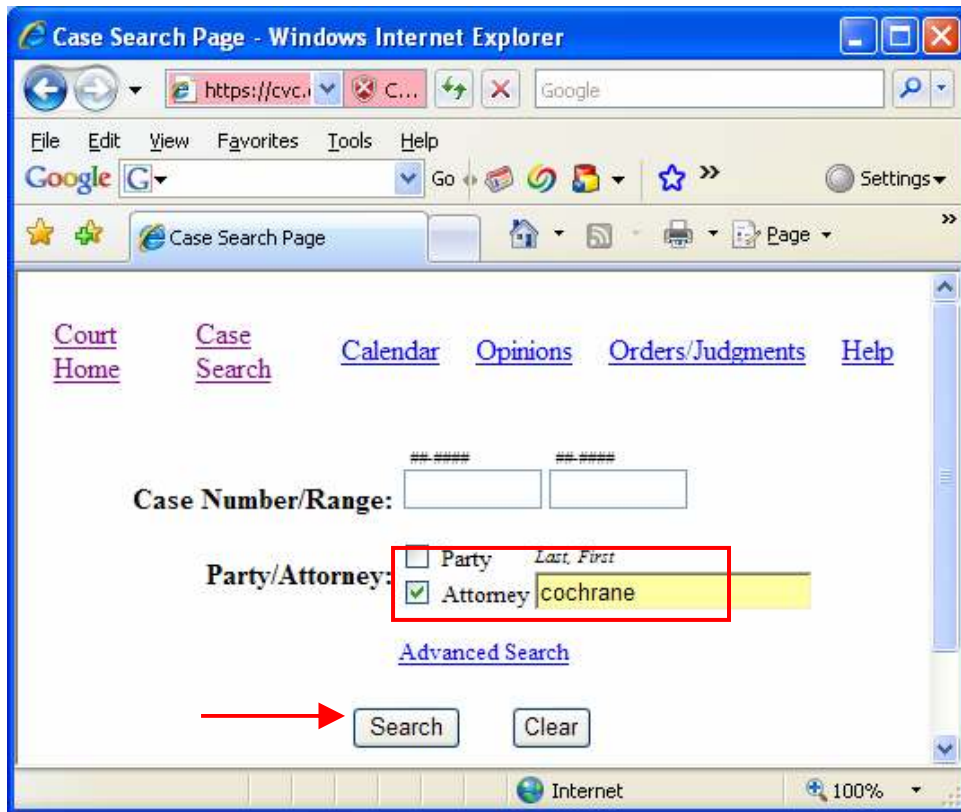 Case Search Page - Windows Internet Explorer
https://cvc. C... Google
File Edit View Favorites Tools Help
Google G Go » Settings
Case Search Page Page »
Court Home Case Search Calendar Opinions Orders/Judgments Help
##-#### ##-####
Case Number/Range:
Party Last, First
Party/Attorney:
Attorney cochrane
Advanced Search
Search Clear
Internet 100%